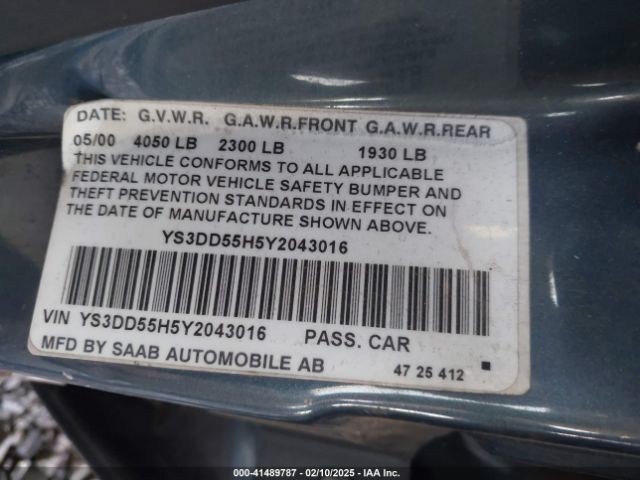 DATE: G.V.W.R. G.A.W.R.FRONT G.A.W.R.REAR
05/00 4050 LB 2300 LB 1930 LB
THIS VEHICLE CONFORMS TO ALL APPLICABLE
FEDERAL MOTOR VEHICLE SAFETY BUMPER AND
THEFT PREVENTION STANDARDS IN EFFECT ON
THE DATE OF MANUFACTURE SHOWN ABOVE.
YS3DD55H5Y2043016
VIN YS3DD55H5Y2043016 PASS. CAR
MFD BY SAAB AUTOMOBILE AB 47 25 412
000-41489787 - 02/10/2025 - IAA Inc.